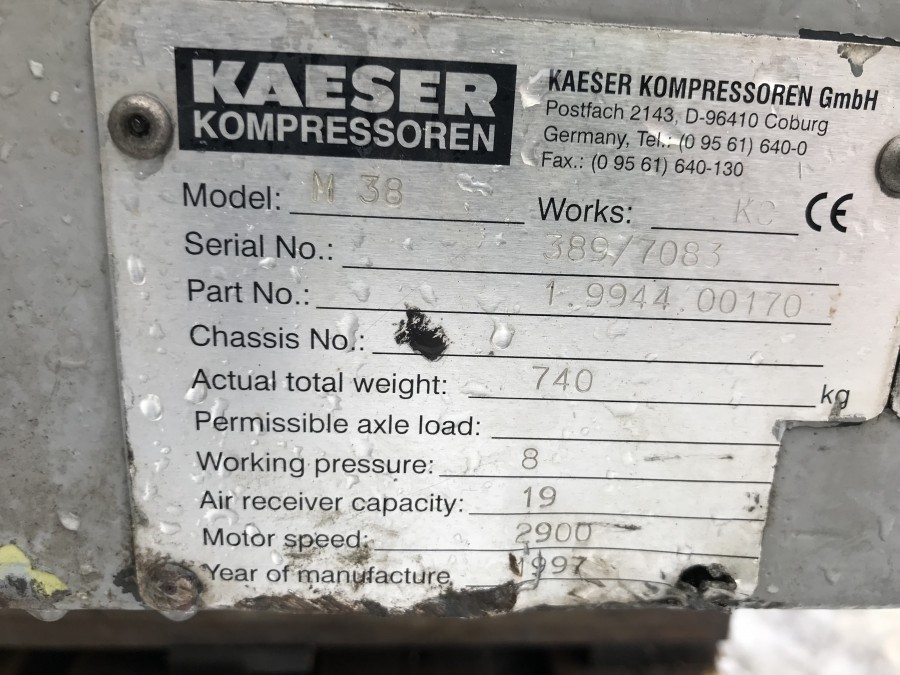 KAESER
KOMPRESSOREN
KAESER KOMPRESSOREN GmbH
Postfach 2143, D-96410 Coburg
Germany, Tel.: (0 95 61) 640-0
Fax.: (0 95 61) 640-130
Model: M 38 Works: CE
Serial No.: 389/7083
Part No.: 1.9944.00170
Chassis No.:
Actual total weight: 740 kg
Permissible axle load:
Working pressure: 8
Air receiver capacity: 19
Motor speed: 2900
Year of manufacture 1997